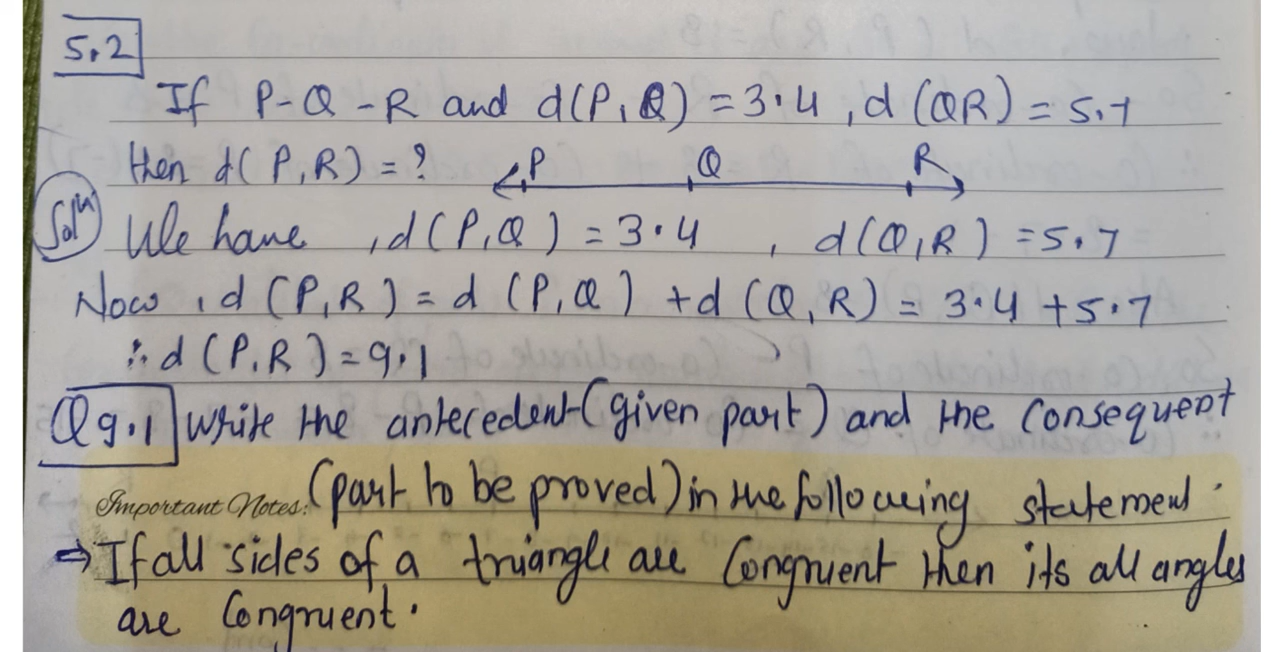 5.2
If P-Q-R and d(P,Q) = 3.4 , d(QR) = 5.7
then d(P,R) = ? P Q R
Solⁿ We have , d(P,Q) = 3.4 , d(Q,R) = 5.7
Now , d(P,R) = d(P,Q) + d(Q,R) = 3.4 + 5.7
∴ d(P.R) = 9.1
Q9.1 Write the antecedent (given part) and the Consequent
Important Notes: (part to be proved) in the following statement.
⇒ If all sides of a triangle are Congruent then its all angles
are Congruent.